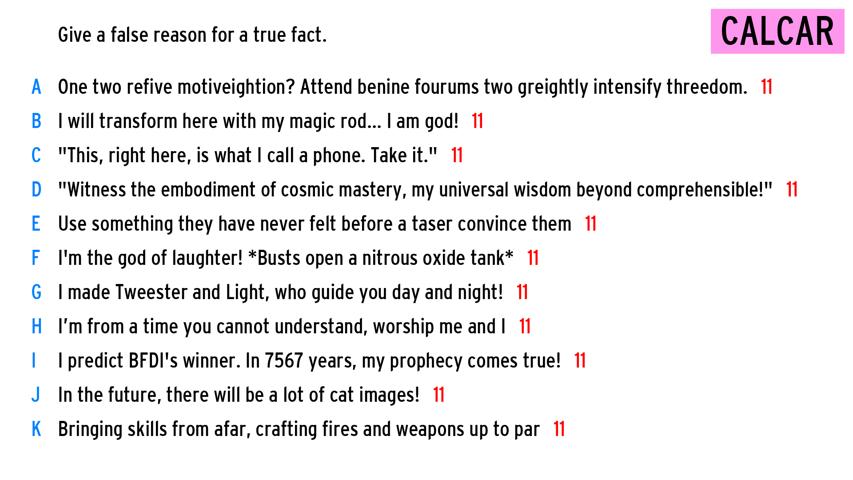 Give a false reason for a true fact.
CALCAR
A One two refive motiveightion? Attend benine fourums two greightly intensify threedom. 11
B I will transform here with my magic rod... I am god! 11
C "This, right here, is what I call a phone. Take it." 11
D "Witness the embodiment of cosmic mastery, my universal wisdom beyond comprehensible!" 11
E Use something they have never felt before a taser convince them 11
F I'm the god of laughter! *Busts open a nitrous oxide tank* 11
G I made Tweester and Light, who guide you day and night! 11
H I’m from a time you cannot understand, worship me and I 11
I I predict BFDI's winner. In 7567 years, my prophecy comes true! 11
J In the future, there will be a lot of cat images! 11
K Bringing skills from afar, crafting fires and weapons up to par 11